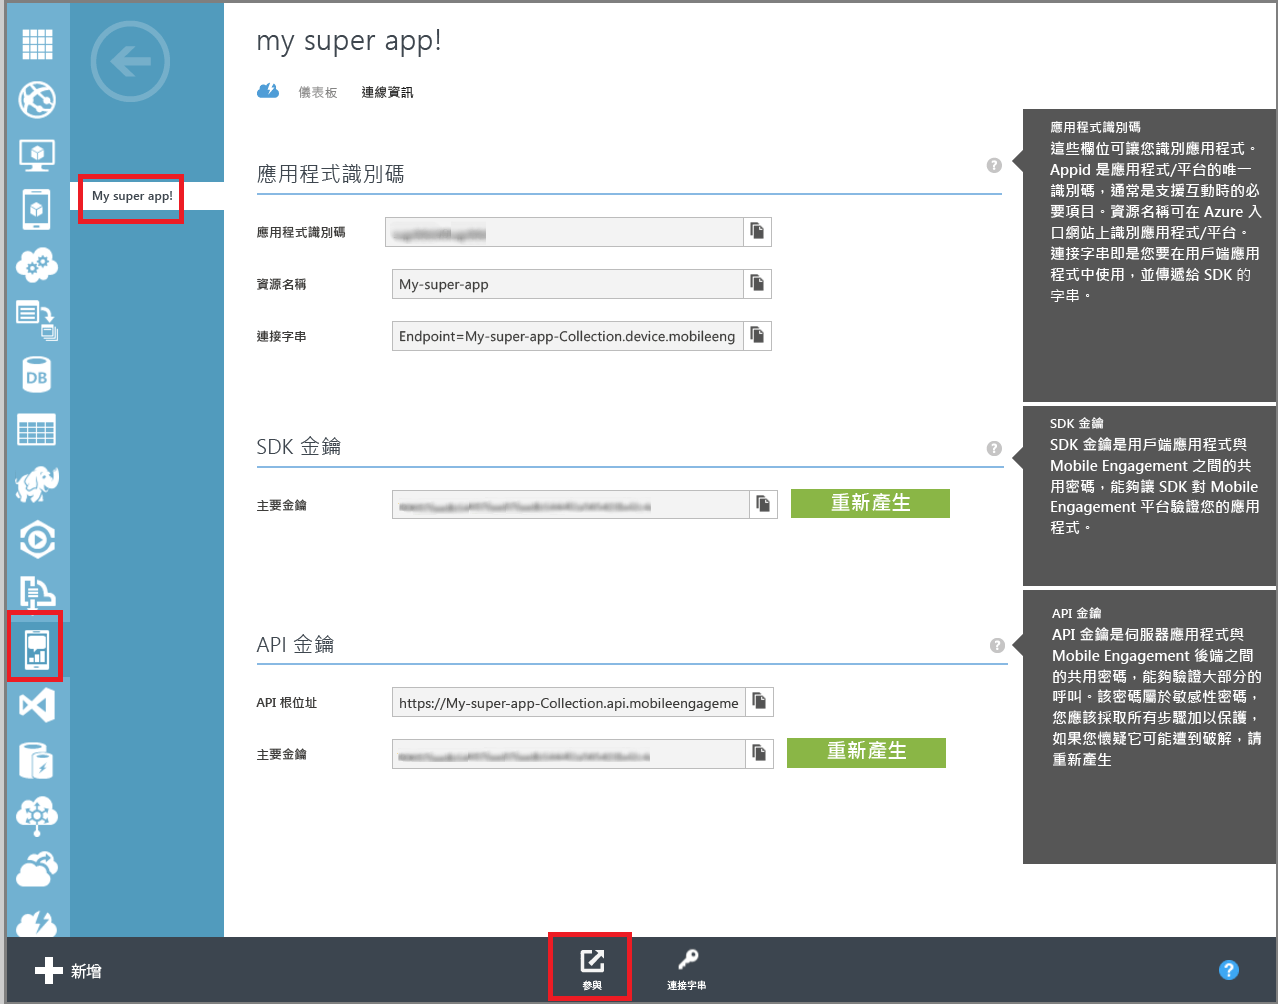 my super app!
儀表板 連線資訊
My super app!
DB
應用程式識別碼
?
應用程式識別碼
資源名稱
My-super-app
連接字串
Endpoint=My-super-app-Collection.device.mobileeng
SDK 金鑰
?
主要金鑰
重新產生
API 金鑰
?
API 根位址
https://My-super-app-Collection.api.mobileengageme
主要金鑰
重新產生
應用程式識別碼
這些欄位可讓您識別應用程式。
Appid 是應用程式/平台的唯一
識別碼，通常是支援互動時的必
要項目。資源名稱可在 Azure 入
口網站上識別應用程式/平台。
連接字串即是您要在用戶端應用
程式中使用，並傳遞給 SDK 的
字串。
SDK 金鑰
SDK 金鑰是用戶端應用程式與
Mobile Engagement 之間的共
用密碼，能夠讓 SDK 對 Mobile
Engagement 平台驗證您的應用
程式。
API 金鑰
API 金鑰是伺服器應用程式與
Mobile Engagement 後端之間
的共用密碼，能夠驗證大部分的
呼叫。該密碼屬於敏感性密碼，
您應該採取所有步驟加以保護，
如果您懷疑它可能遭到破解，請
重新產生
新增
參與
連接字串
?